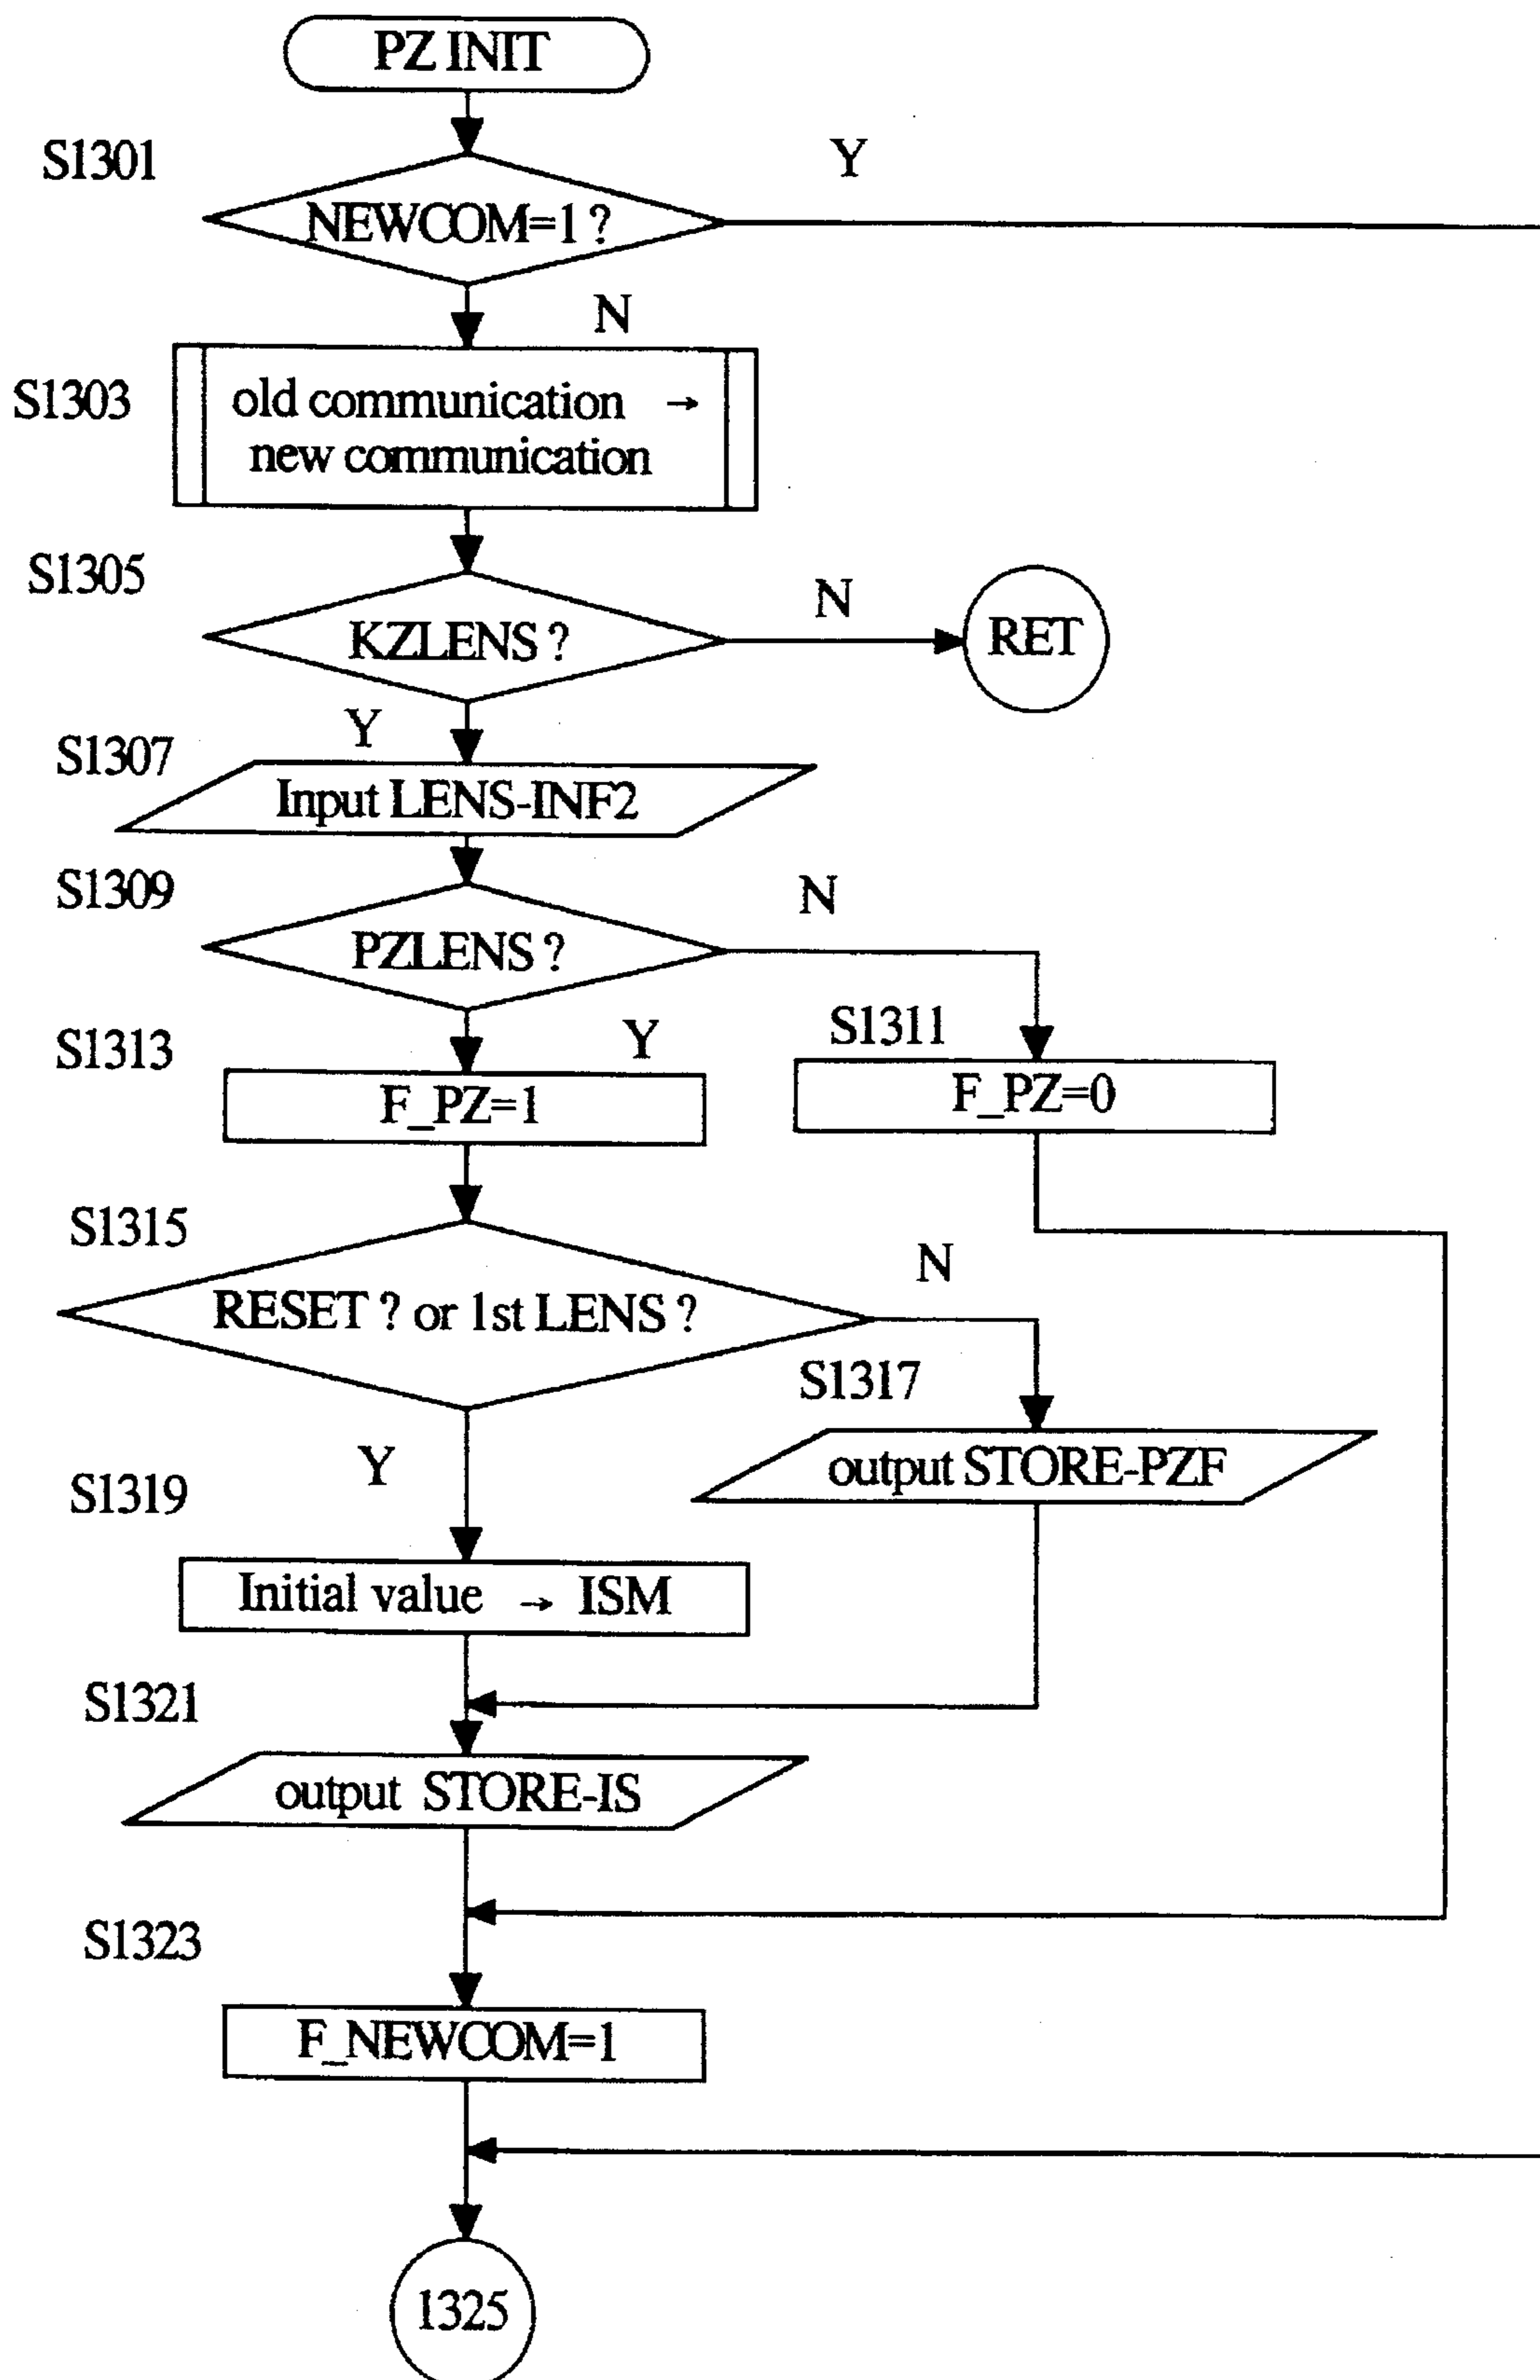 PZ INIT
S1301
Y
NEWCOM=1 ?
N
S1303
old communication →
new communication
S1305
N
KZLENS ?
RET
Y
S1307
Input LENS-INF2
S1309
N
PZLENS ?
S1313
Y
S1311
F_PZ=1
F_PZ=0
S1315
N
RESET ? or 1st LENS ?
S1317
Y
output STORE-PZF
S1319
Initial value → ISM
S1321
output STORE-IS
S1323
F_NEWCOM=1
1325